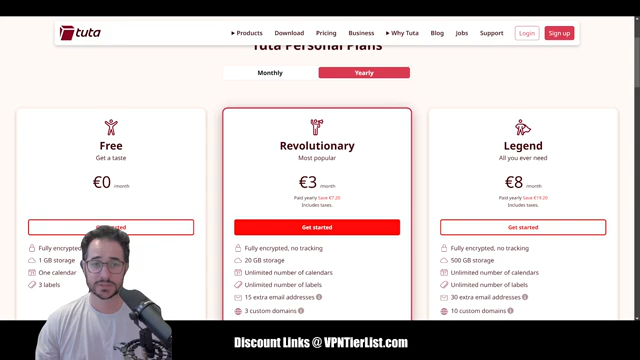 tuta
Products
Download
Pricing
Business
Why Tuta
Blog
Jobs
Support
Login
Sign up
Tuta Personal Plans
Monthly
Yearly
Free
Get a taste
€0 /month
Fully encrypted
1 GB storage
One calendar
3 labels
Revolutionary
Most popular
€3 /month
Paid yearly Save €7.20
Includes taxes.
Get started
Fully encrypted, no tracking
20 GB storage
Unlimited number of calendars
Unlimited number of labels
15 extra email addresses
3 custom domains
Legend
All you ever need
€8 /month
Paid yearly Save €19.20
Includes taxes.
Get started
Fully encrypted, no tracking
500 GB storage
Unlimited number of calendars
Unlimited number of labels
30 extra email addresses
10 custom domains
Discount Links @ VPNTierList.com